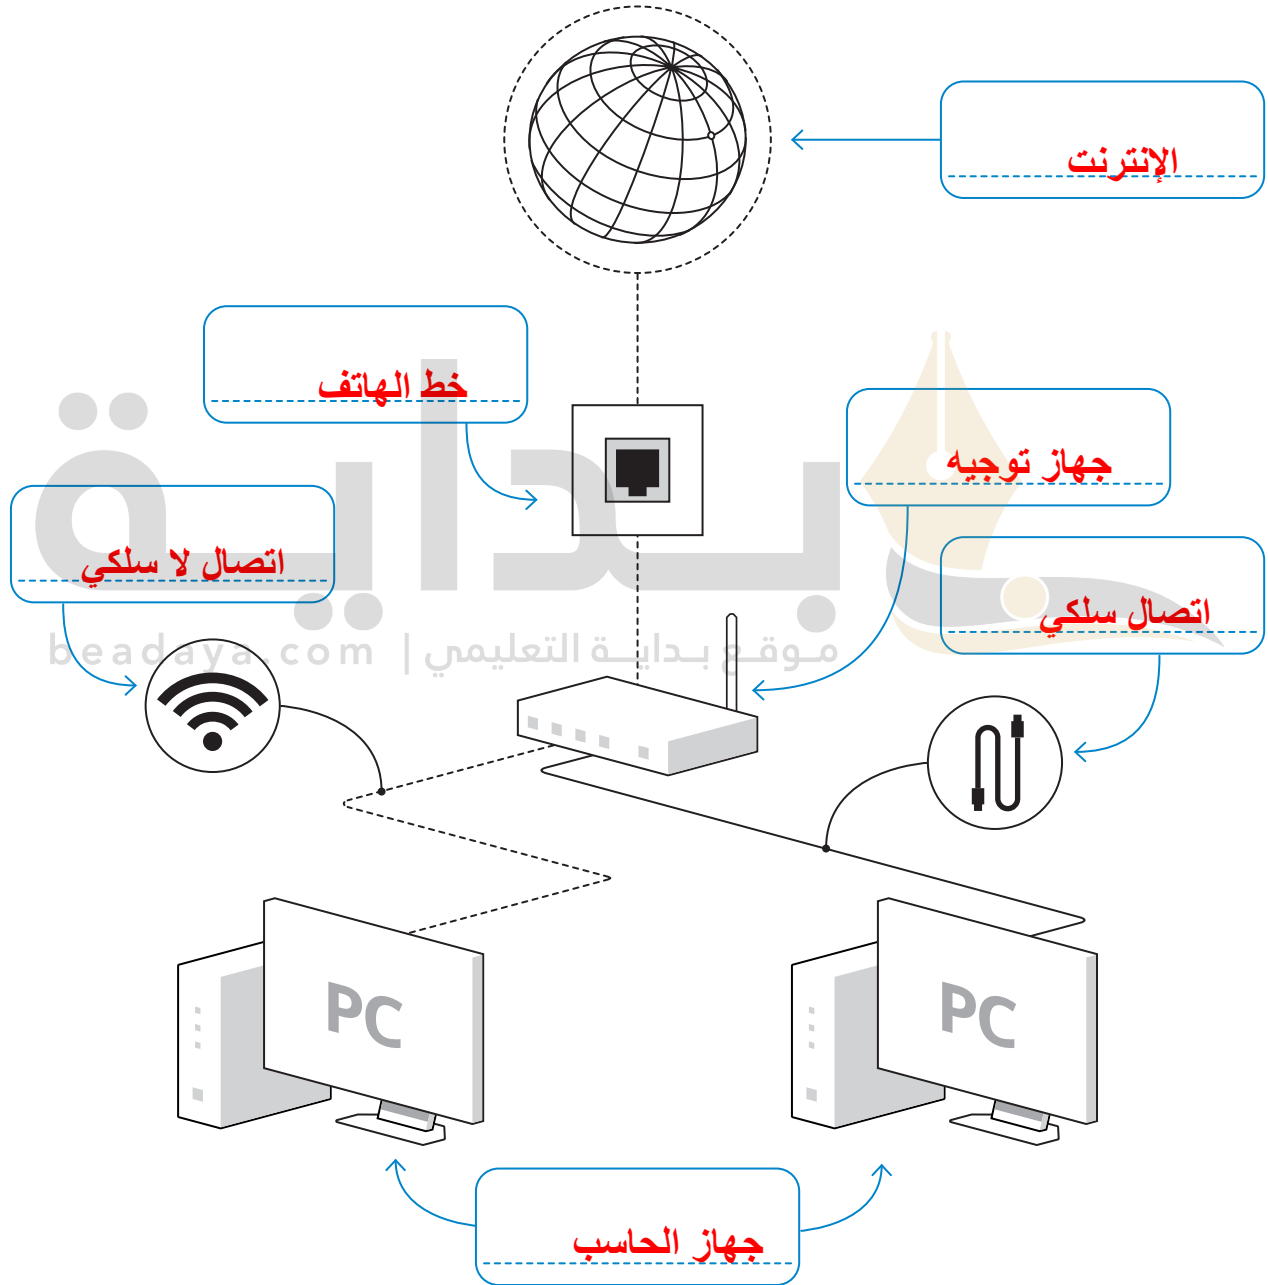 الإنترنت
خط الهاتف
جهاز توجيه
اتصال لا سلكي
اتصال سلكي
بداية
موقع بداية التعليمي | beadaya.com
PC
PC
جهاز الحاسب